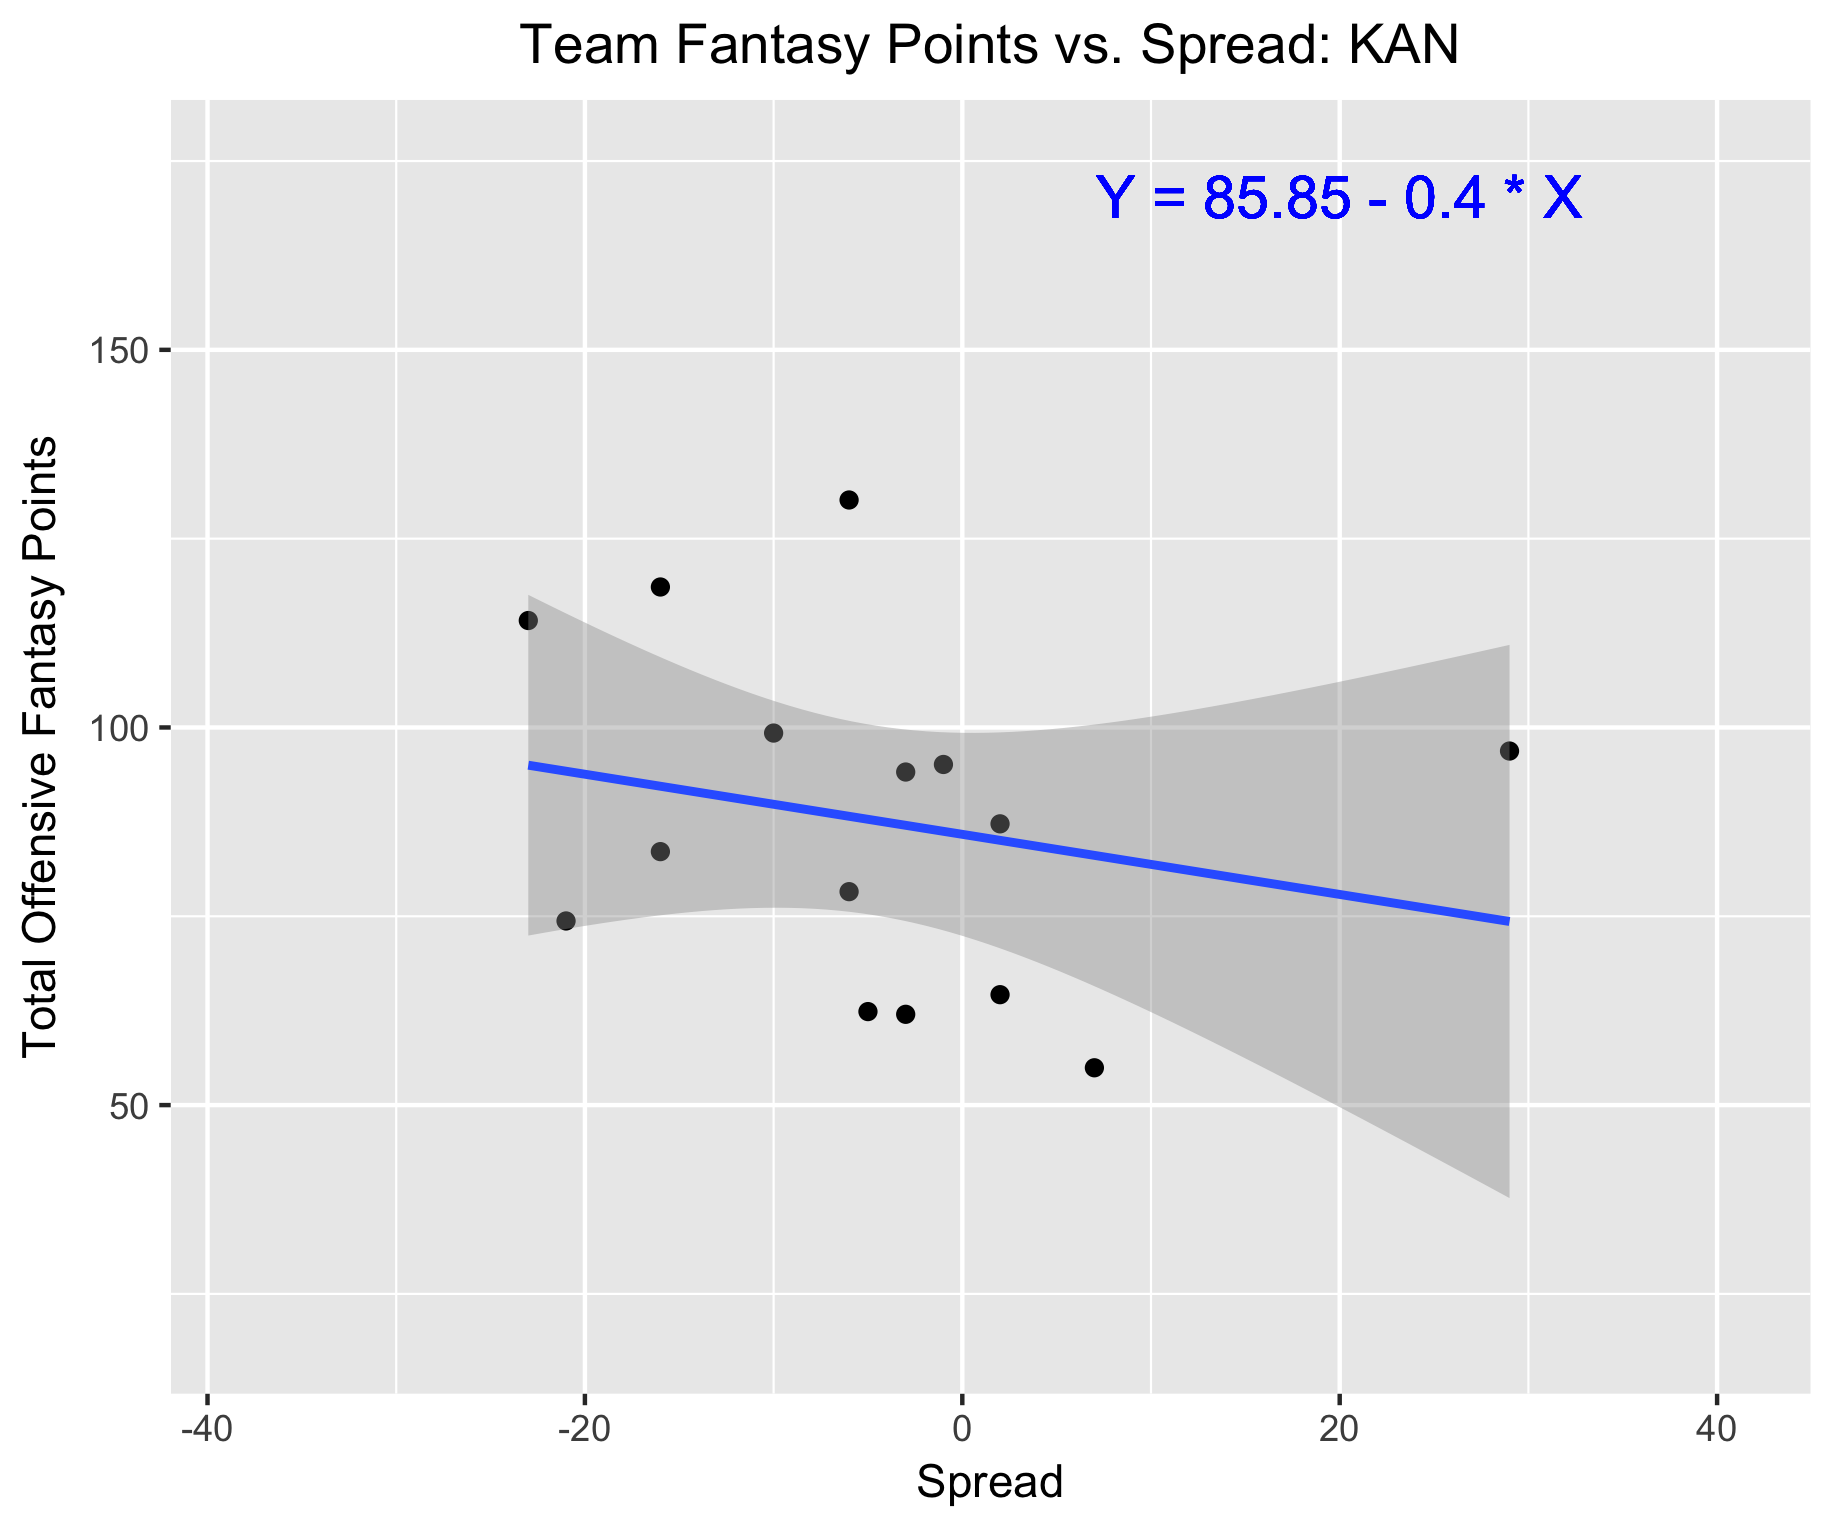 Team Fantasy Points vs. Spread: KAN
Y = 85.85 - 0.4 * X
Total Offensive Fantasy Points
150
100
50
-40
-20
0
20
40
Spread